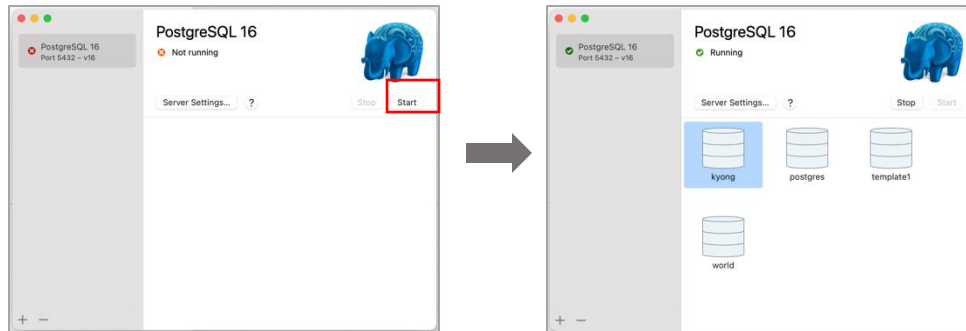 PostgreSQL 16
Port 5432 – v16
PostgreSQL 16
Not running
Server Settings... ? Stop Start
+ −
PostgreSQL 16
Port 5432 – v16
PostgreSQL 16
Running
Server Settings... ? Stop Start
kyong postgres template1
world
+ −